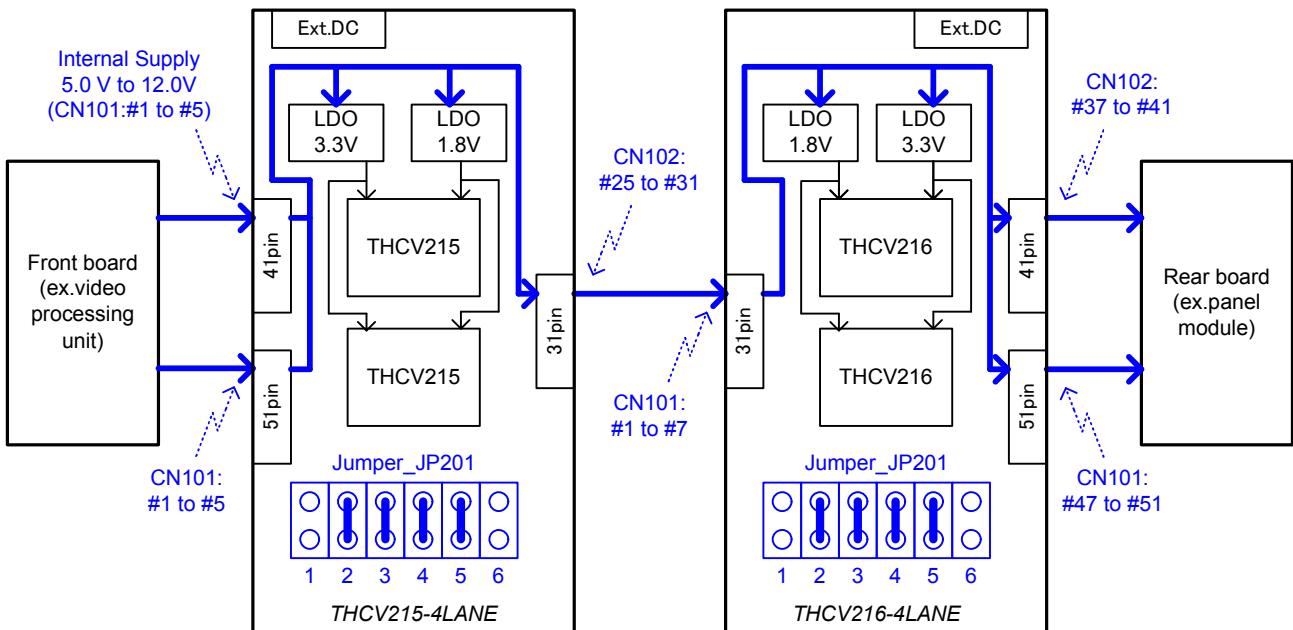 Ext.DC
Ext.DC
Internal Supply
5.0 V to 12.0V
(CN101:#1 to #5)
CN102:
#37 to #41
LDO
3.3V
LDO
1.8V
LDO
1.8V
LDO
3.3V
CN102:
#25 to #31
Front board
(ex.video
processing
unit)
41pin
THCV215
THCV216
41pin
Rear board
(ex.panel
module)
31pin
31pin
51pin
THCV215
THCV216
51pin
CN101:
#1 to #5
CN101:
#1 to #7
CN101:
#47 to #51
Jumper_JP201
1 2 3 4 5 6
THCV215-4LANE
Jumper_JP201
1 2 3 4 5 6
THCV216-4LANE